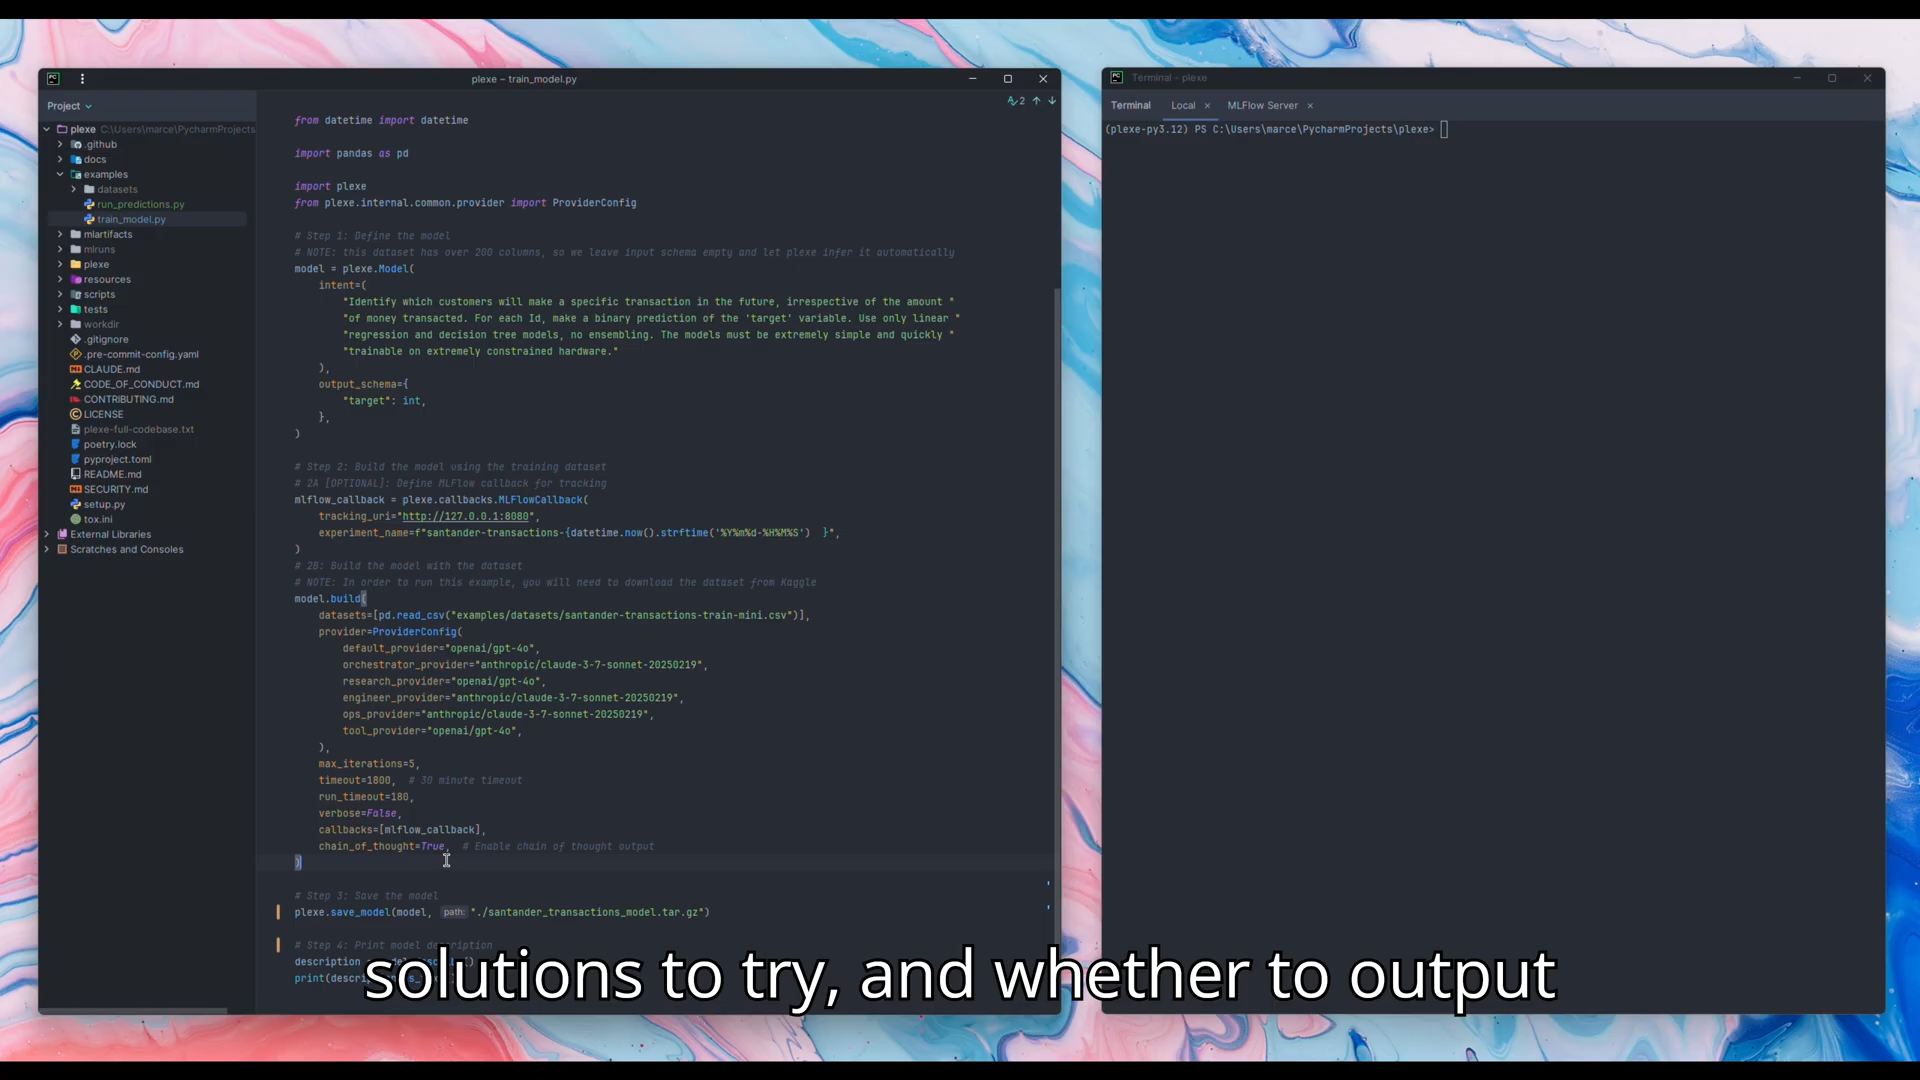 plexe – train_model.py
Project
plexe C:\Users\marce\PycharmProjects
.github
docs
examples
datasets
run_predictions.py
train_model.py
mlartifacts
mlruns
plexe
resources
scripts
tests
workdir
.gitignore
.pre-commit-config.yaml
CLAUDE.md
CODE_OF_CONDUCT.md
CONTRIBUTING.md
LICENSE
plexe-full-codebase.txt
poetry.lock
pyproject.toml
README.md
SECURITY.md
setup.py
tox.ini
External Libraries
Scratches and Consoles
2
from datetime import datetime
import pandas as pd
import plexe
from plexe.internal.common.provider import ProviderConfig
# Step 1: Define the model
# NOTE: this dataset has over 200 columns, so we leave input schema empty and let plexe infer it automatically
model = plexe.Model(
intent=(
"Identify which customers will make a specific transaction in the future, irrespective of the amount "
"of money transacted. For each Id, make a binary prediction of the 'target' variable. Use only linear "
"regression and decision tree models, no ensembling. The models must be extremely simple and quickly "
"trainable on extremely constrained hardware."
),
output_schema={
"target": int,
},
)
# Step 2: Build the model using the training dataset
# 2A [OPTIONAL]: Define MLFlow callback for tracking
mlflow_callback = plexe.callbacks.MLFlowCallback(
tracking_uri="http://127.0.0.1:8080",
experiment_name=f"santander-transactions-{datetime.now().strftime('%Y%m%d-%H%M%S')  }",
)
# 2B: Build the model with the dataset
# NOTE: In order to run this example, you will need to download the dataset from Kaggle
model.build(
datasets=[pd.read_csv("examples/datasets/santander-transactions-train-mini.csv")],
provider=ProviderConfig(
default_provider="openai/gpt-4o",
orchestrator_provider="anthropic/claude-3-7-sonnet-20250219",
research_provider="openai/gpt-4o",
engineer_provider="anthropic/claude-3-7-sonnet-20250219",
ops_provider="anthropic/claude-3-7-sonnet-20250219",
tool_provider="openai/gpt-4o",
),
max_iterations=5,
timeout=1800,  # 30 minute timeout
run_timeout=180,
verbose=False,
callbacks=[mlflow_callback],
chain_of_thought=True,  # Enable chain of thought output
)
# Step 3: Save the model
plexe.save_model(model, path: "./santander_transactions_model.tar.gz")
# Step 4: Print model description
description
print(
Terminal - plexe
Terminal Local MLFlow Server
(plexe-py3.12) PS C:\Users\marce\PycharmProjects\plexe>
solutions to try, and whether to output